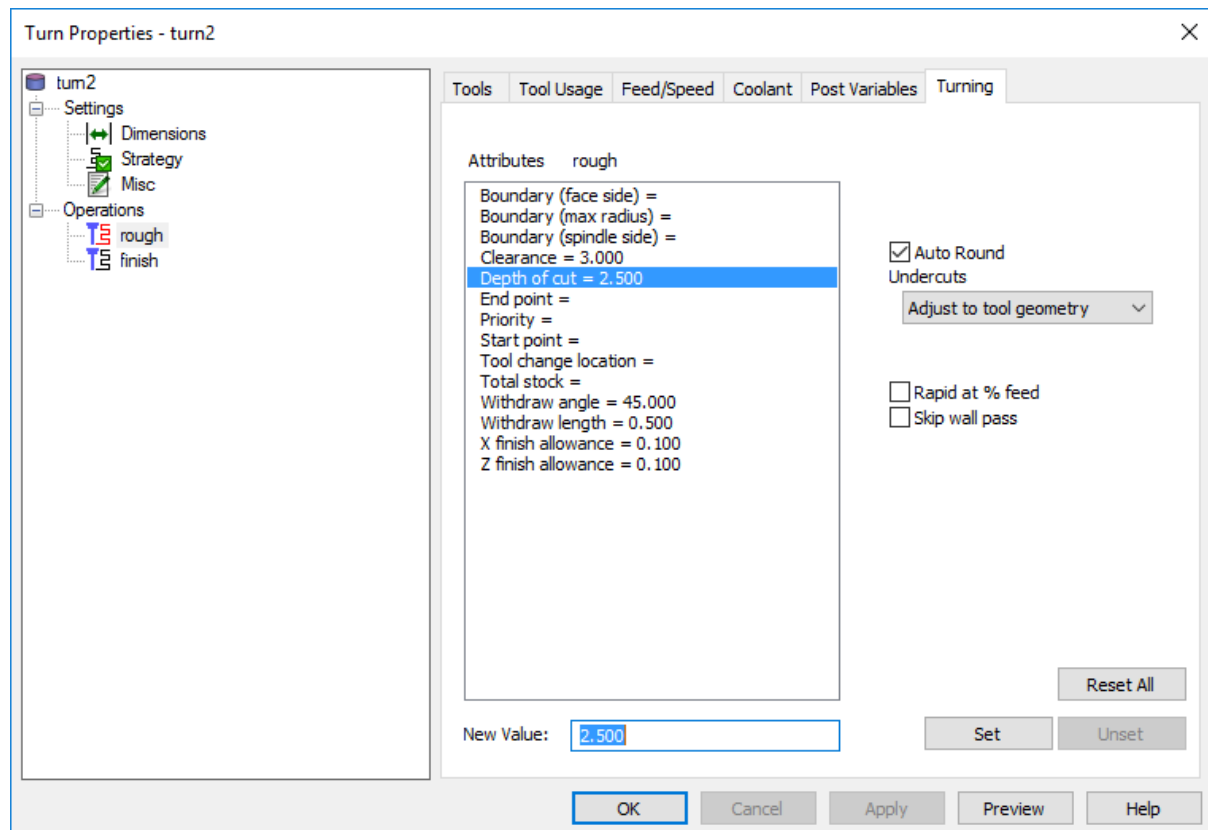 Turn Properties - turn2
turn2
Settings
Dimensions
Strategy
Misc
Operations
rough
finish
Tools Tool Usage Feed/Speed Coolant Post Variables Turning
Attributes rough
Boundary (face side) =
Boundary (max radius) =
Boundary (spindle side) =
Clearance = 3.000
Depth of cut = 2.500
End point =
Priority =
Start point =
Tool change location =
Total stock =
Withdraw angle = 45.000
Withdraw length = 0.500
X finish allowance = 0.100
Z finish allowance = 0.100
Auto Round
Undercuts
Adjust to tool geometry
Rapid at % feed
Skip wall pass
Reset All
New Value: 2.500 Set Unset
OK Cancel Apply Preview Help